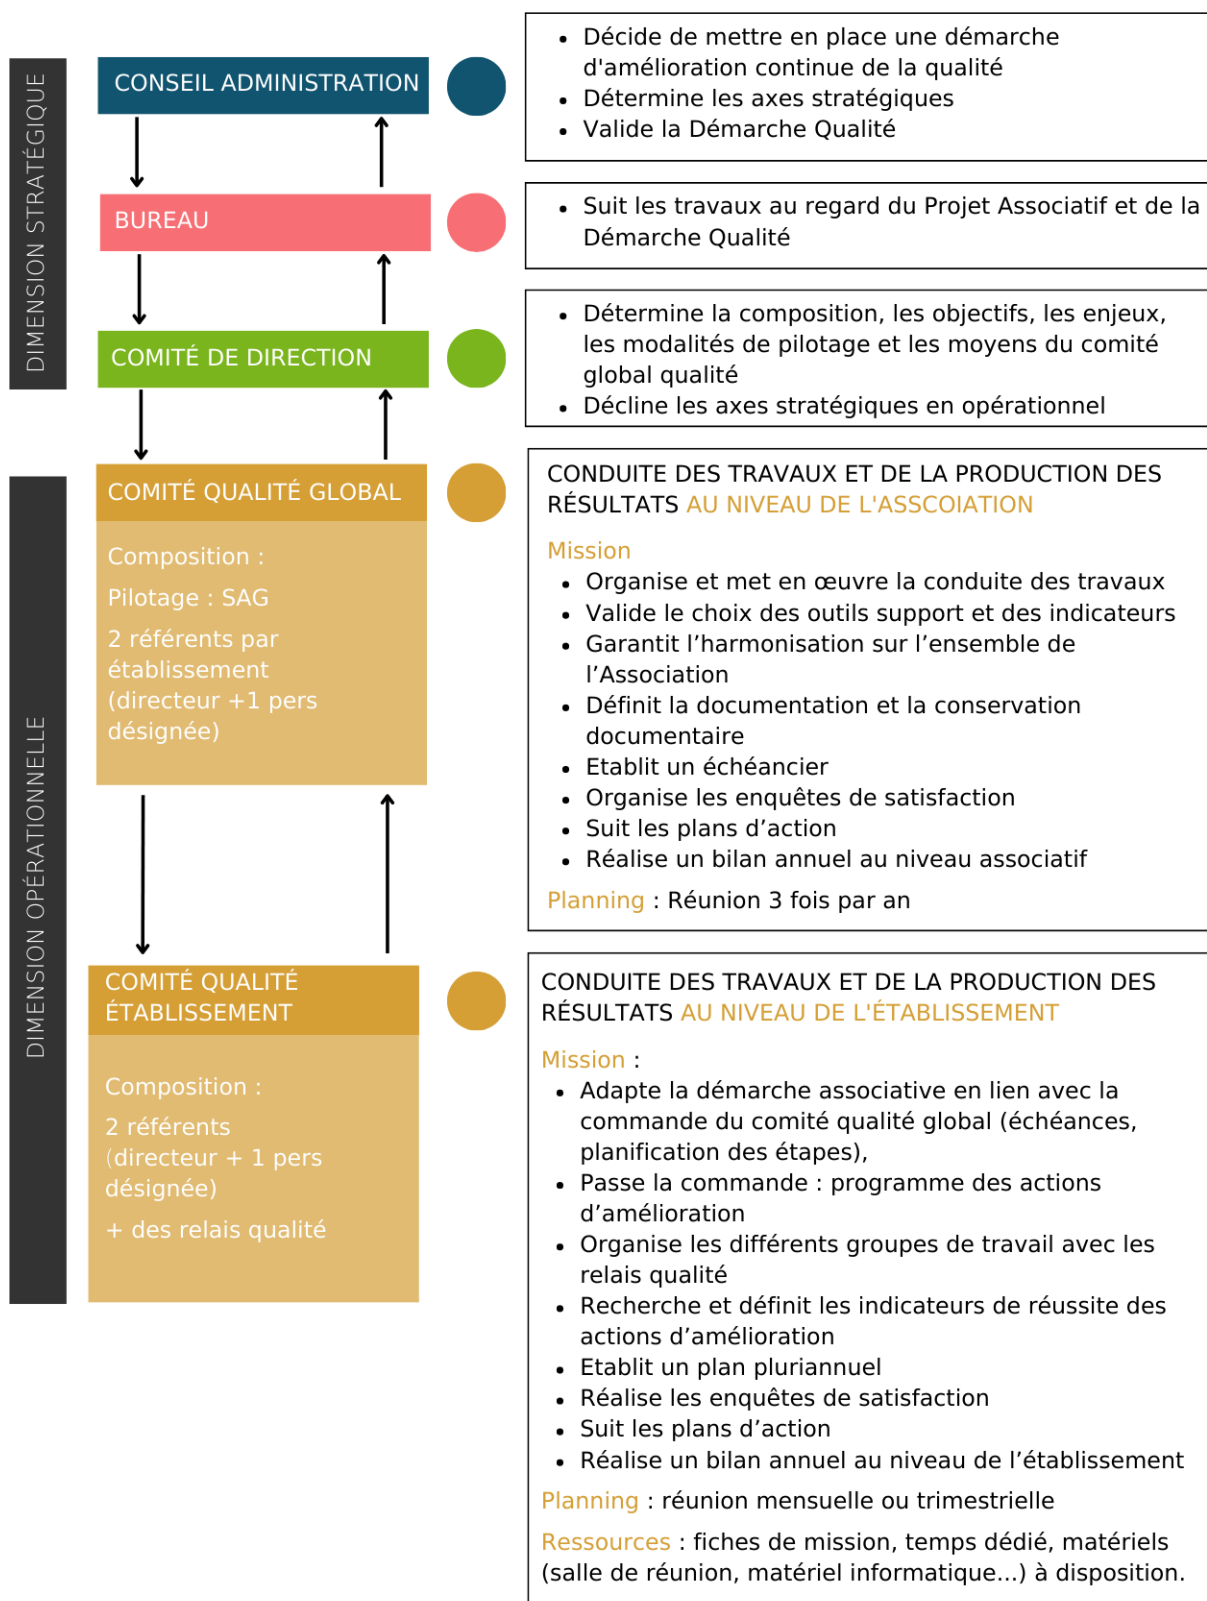 DIMENSION STRATÉGIQUE
CONSEIL ADMINISTRATION
• Décide de mettre en place une démarche
d'amélioration continue de la qualité
• Détermine les axes stratégiques
• Valide la Démarche Qualité
BUREAU
• Suit les travaux au regard du Projet Associatif et de la
Démarche Qualité
COMITÉ DE DIRECTION
• Détermine la composition, les objectifs, les enjeux,
les modalités de pilotage et les moyens du comité
global qualité
• Décline les axes stratégiques en opérationnel
DIMENSION OPÉRATIONNELLE
COMITÉ QUALITÉ GLOBAL
Composition :
Pilotage : SAG
2 référents par
établissement
(directeur +1 pers
désignée)
CONDUITE DES TRAVAUX ET DE LA PRODUCTION DES
RÉSULTATS AU NIVEAU DE L'ASSCOIATION
Mission
• Organise et met en œuvre la conduite des travaux
• Valide le choix des outils support et des indicateurs
• Garantit l’harmonisation sur l’ensemble de
l’Association
• Définit la documentation et la conservation
documentaire
• Etablit un échéancier
• Organise les enquêtes de satisfaction
• Suit les plans d’action
• Réalise un bilan annuel au niveau associatif
Planning : Réunion 3 fois par an
COMITÉ QUALITÉ
ÉTABLISSEMENT
Composition :
2 référents
(directeur + 1 pers
désignée)
+ des relais qualité
CONDUITE DES TRAVAUX ET DE LA PRODUCTION DES
RÉSULTATS AU NIVEAU DE L'ÉTABLISSEMENT
Mission :
• Adapte la démarche associative en lien avec la
commande du comité qualité global (échéances,
planification des étapes),
• Passe la commande : programme des actions
d’amélioration
• Organise les différents groupes de travail avec les
relais qualité
• Recherche et définit les indicateurs de réussite des
actions d’amélioration
• Etablit un plan pluriannuel
• Réalise les enquêtes de satisfaction
• Suit les plans d’action
• Réalise un bilan annuel au niveau de l’établissement
Planning : réunion mensuelle ou trimestrielle
Ressources : fiches de mission, temps dédié, matériels
(salle de réunion, matériel informatique...) à disposition.